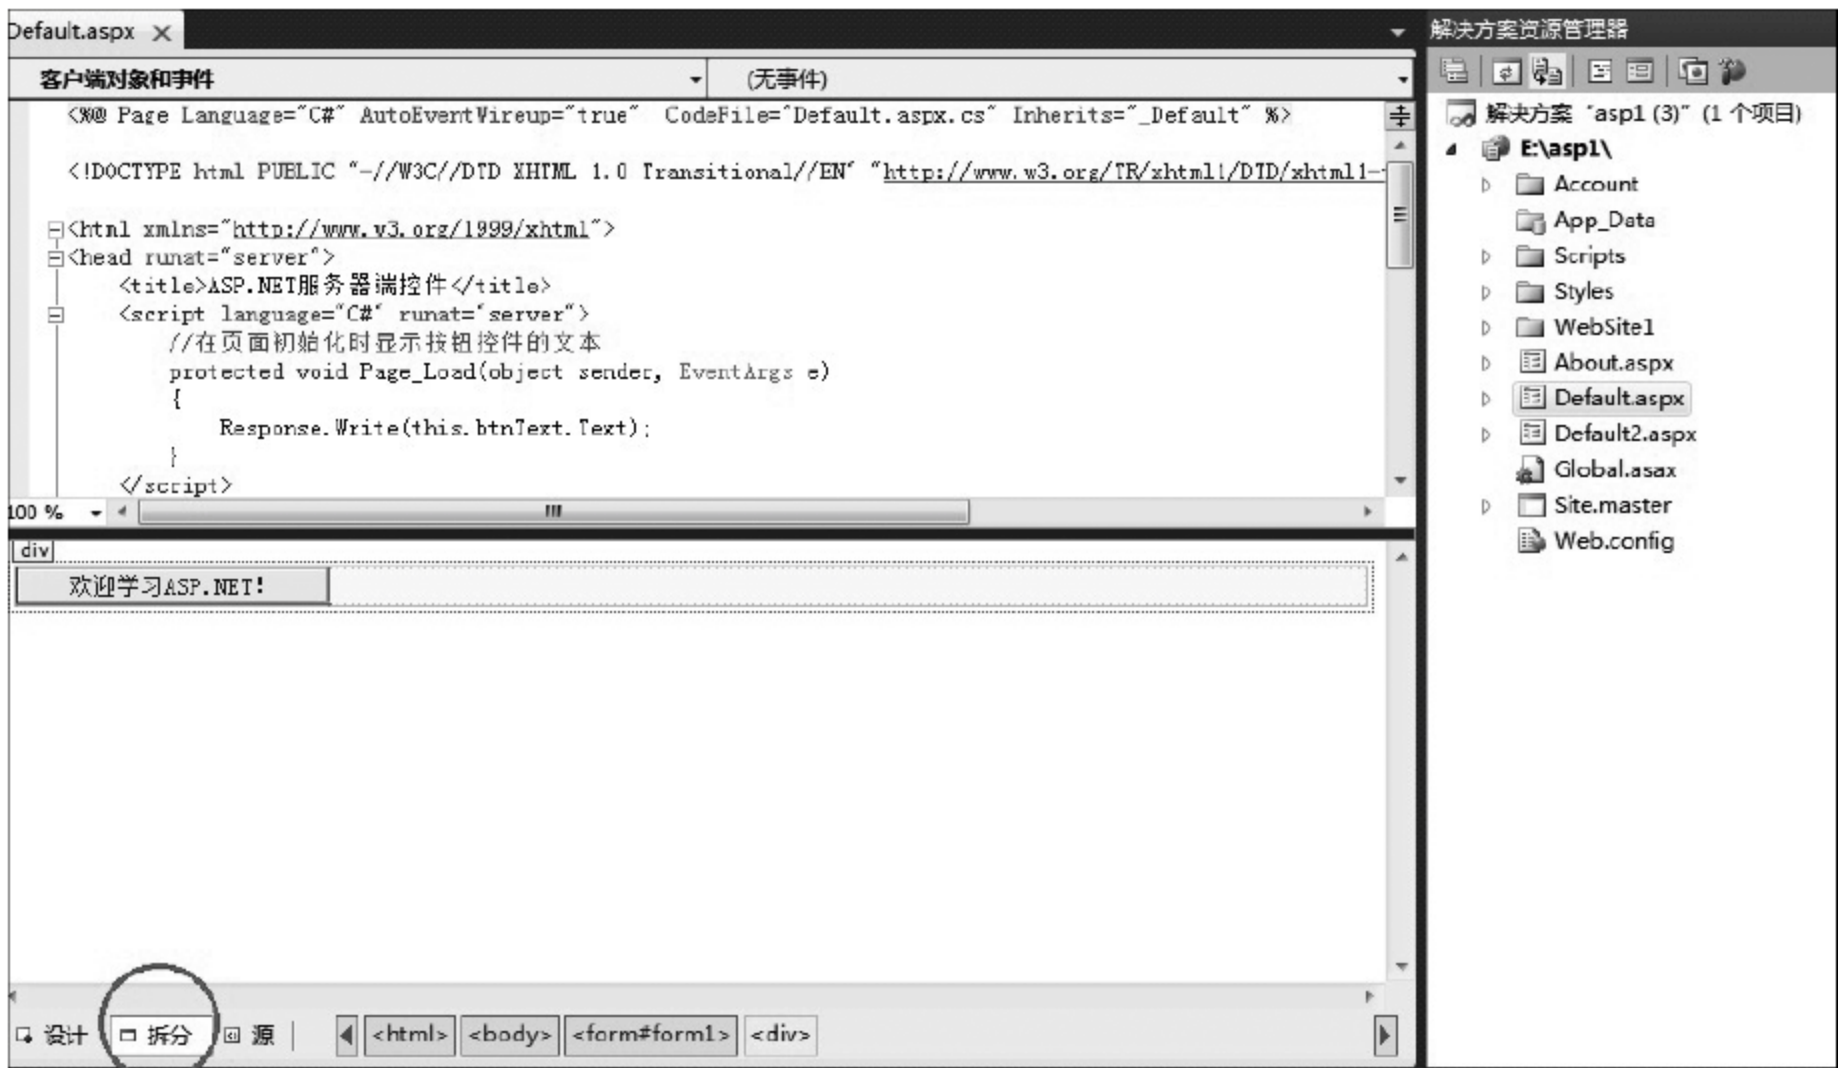 Default.aspx
客户端对象和事件
(无事件)
<%@ Page Language="C#" AutoEventWireup="true" CodeFile="Default.aspx.cs" Inherits="_Default" %>
<!DOCTYPE html PUBLIC "-//W3C//DTD XHTML 1.0 Transitional//EN" "http://www.w3.org/TR/xhtml1/DTD/xhtml1-
<html xmlns="http://www.w3.org/1999/xhtml">
<head runat="server">
<title>ASP.NET服务器端控件</title>
<script language="C#" runat="server">
//在页面初始化时显示按钮控件的文本
protected void Page_Load(object sender, EventArgs e)
{
Response.Write(this.btnText.Text);
}
</script>
100 %
div
欢迎学习ASP.NET!
设计
拆分
源
<html>
<body>
<form#form1>
<div>
解决方案资源管理器
解决方案 "asp1 (3)" (1 个项目)
E:\asp1\
Account
App_Data
Scripts
Styles
WebSite1
About.aspx
Default.aspx
Default2.aspx
Global.asax
Site.master
Web.config